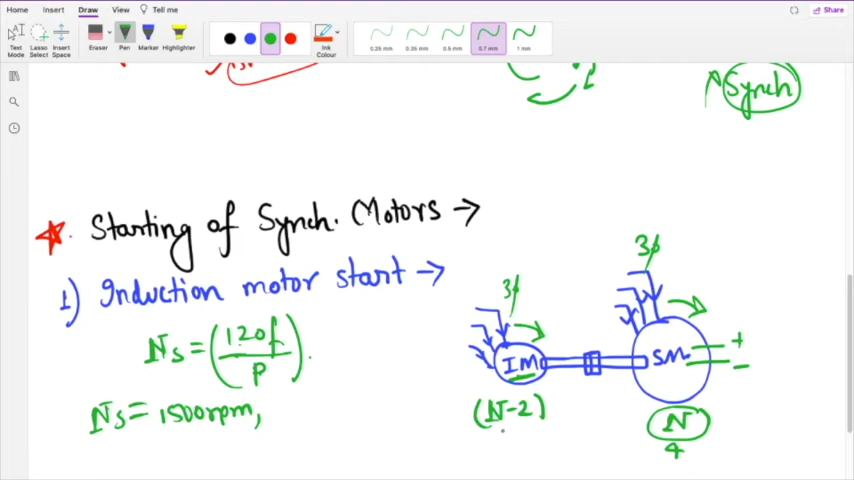 Home Insert Draw View Tell me Share
Text Mode Lasso Select Insert Space Eraser Pen Marker Highlighter Ink Colour 0.25 mm 0.35 mm 0.5 mm 0.7 mm 1 mm
Synch
Starting of Synch. Motors →
1) Induction motor start →
3ϕ
3ϕ
Ns = (120f/P).
IM
SM
+
-
Ns = 1500rpm,
(N-2)
N
4